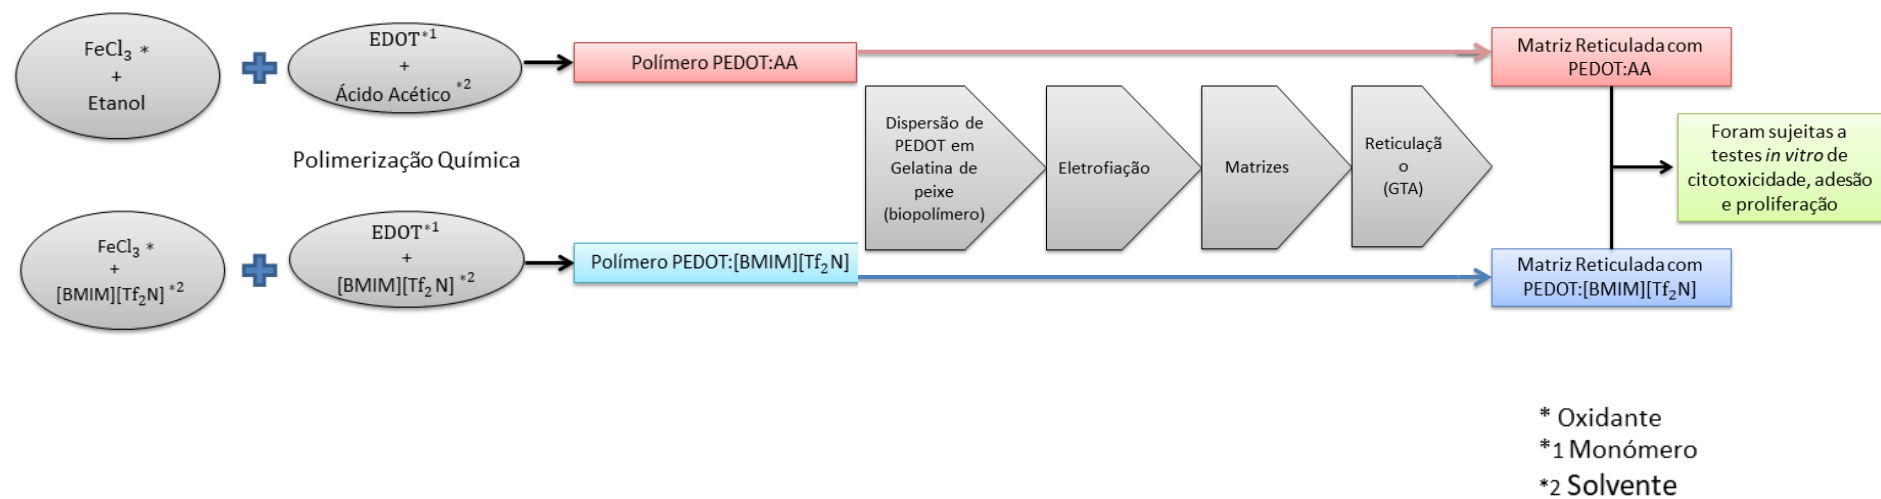 FeCl₃ *
+
Etanol
EDOT*¹
+
Ácido Acético *²
Polímero PEDOT:AA
Matriz Reticulada com
PEDOT:AA
Polimerização Química
Dispersão de
PEDOT em
Gelatina de
peixe
(biopolímero)
Eletrofiação
Matrizes
Reticulaçã
o
(GTA)
Foram sujeitas a
testes in vitro de
citotoxicidade, adesão
e proliferação
FeCl₃ *
+
[BMIM][Tf₂N] *²
EDOT*¹
+
[BMIM][Tf₂N] *²
Polímero PEDOT:[BMIM][Tf₂N]
Matriz Reticulada com
PEDOT:[BMIM][Tf₂N]
* Oxidante
*1 Monómero
*2 Solvente